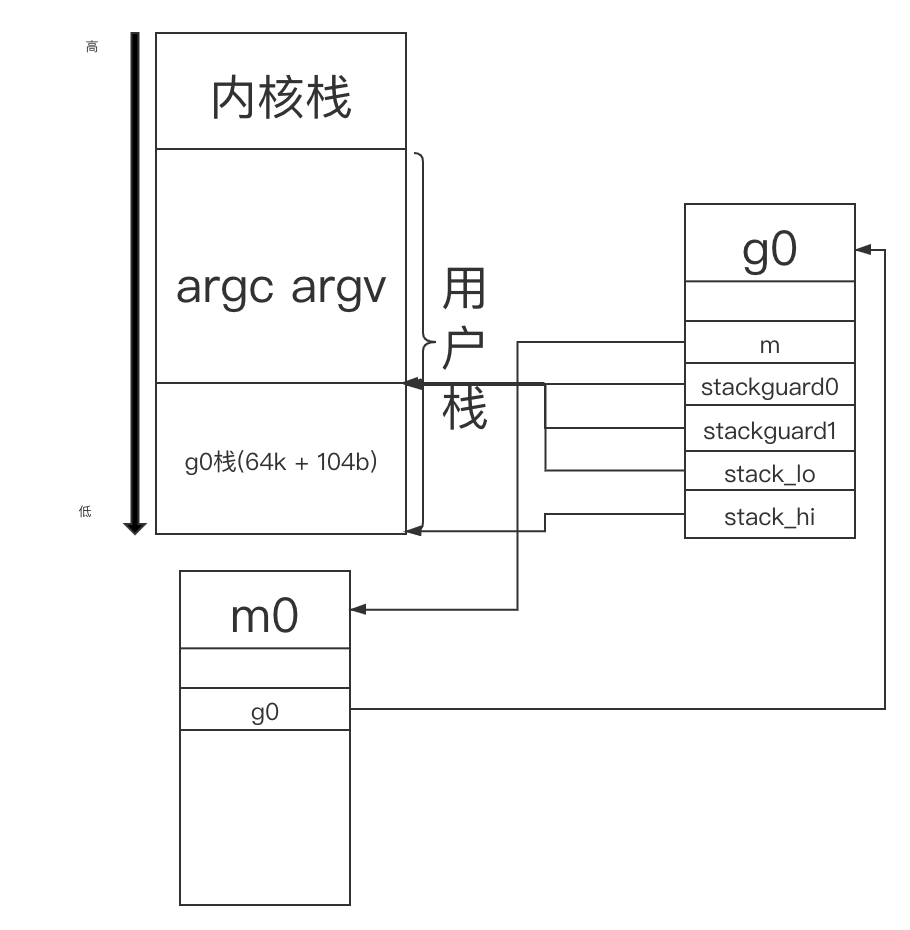 高
内核栈
argc argv
用
户
栈
g0栈(64k + 104b)
低
g0
m
stackguard0
stackguard1
stack_lo
stack_hi
m0
g0